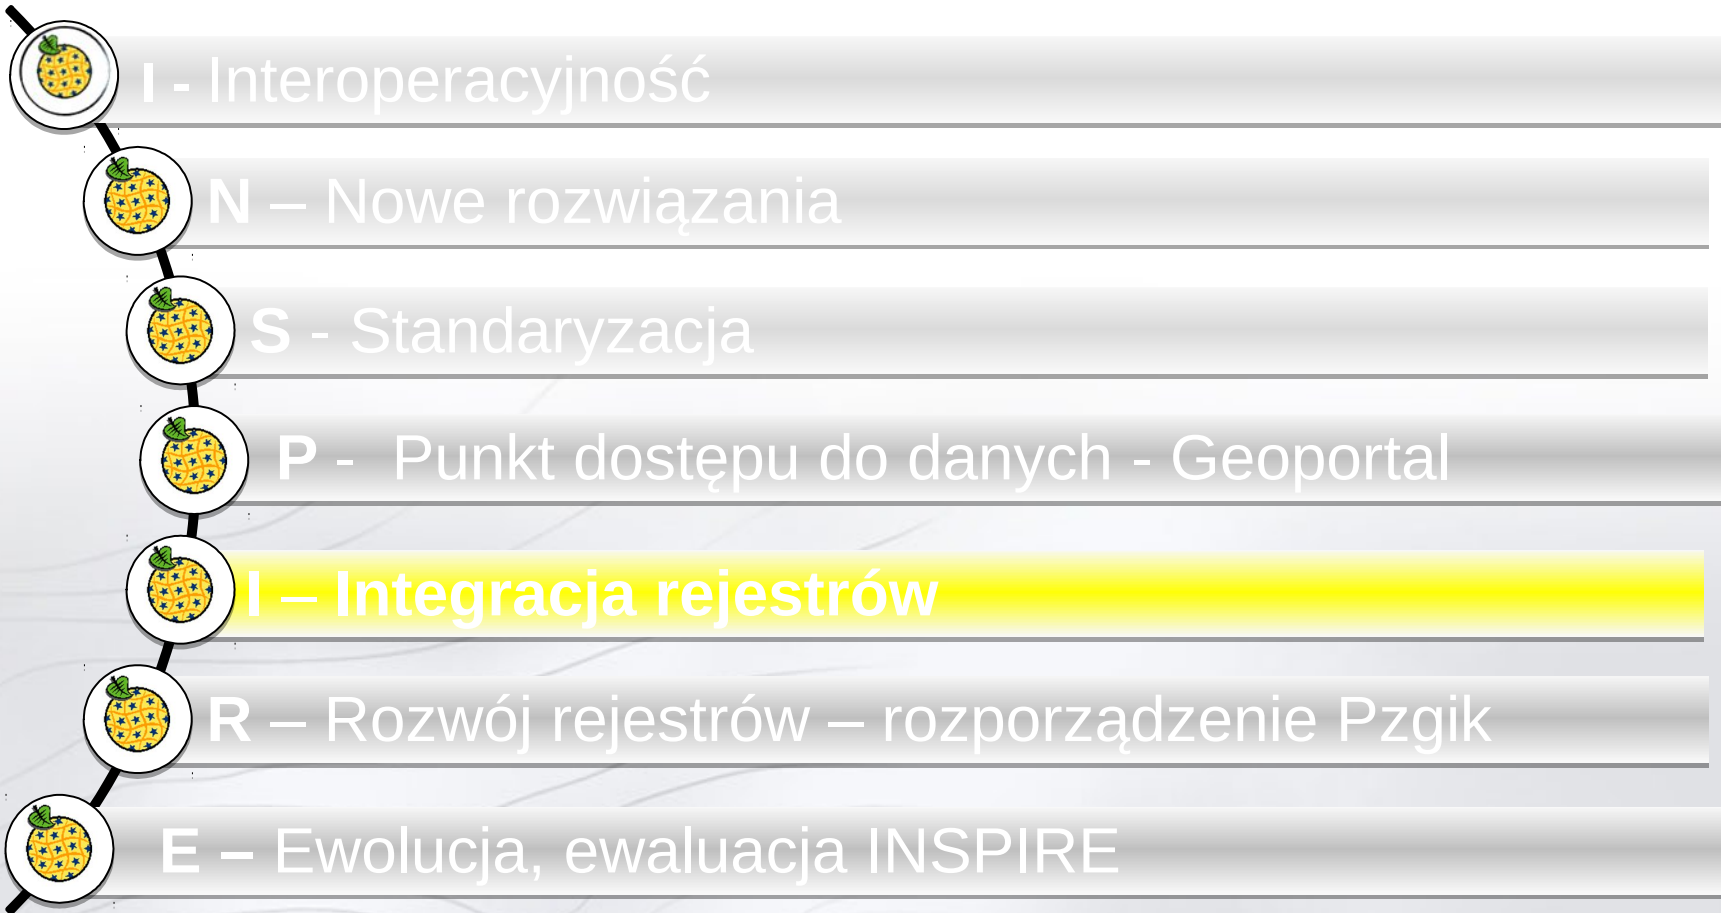 I - Interoperacyjność
N – Nowe rozwiązania
S - Standaryzacja
P - Punkt dostępu do danych - Geoportal
I – Integracja rejestrów
R – Rozwój rejestrów – rozporządzenie Pzgik
E – Ewolucja, ewaluacja INSPIRE